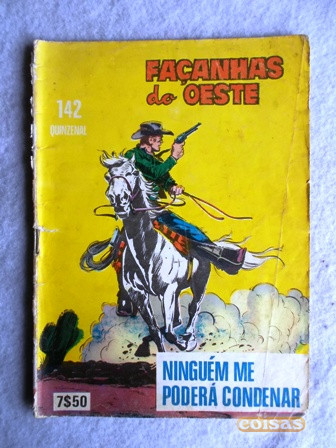 FAÇANHAS
do OESTE
142
QUINZENAL
NINGUÉM ME
PODERÁ CONDENAR
7$50
coisas